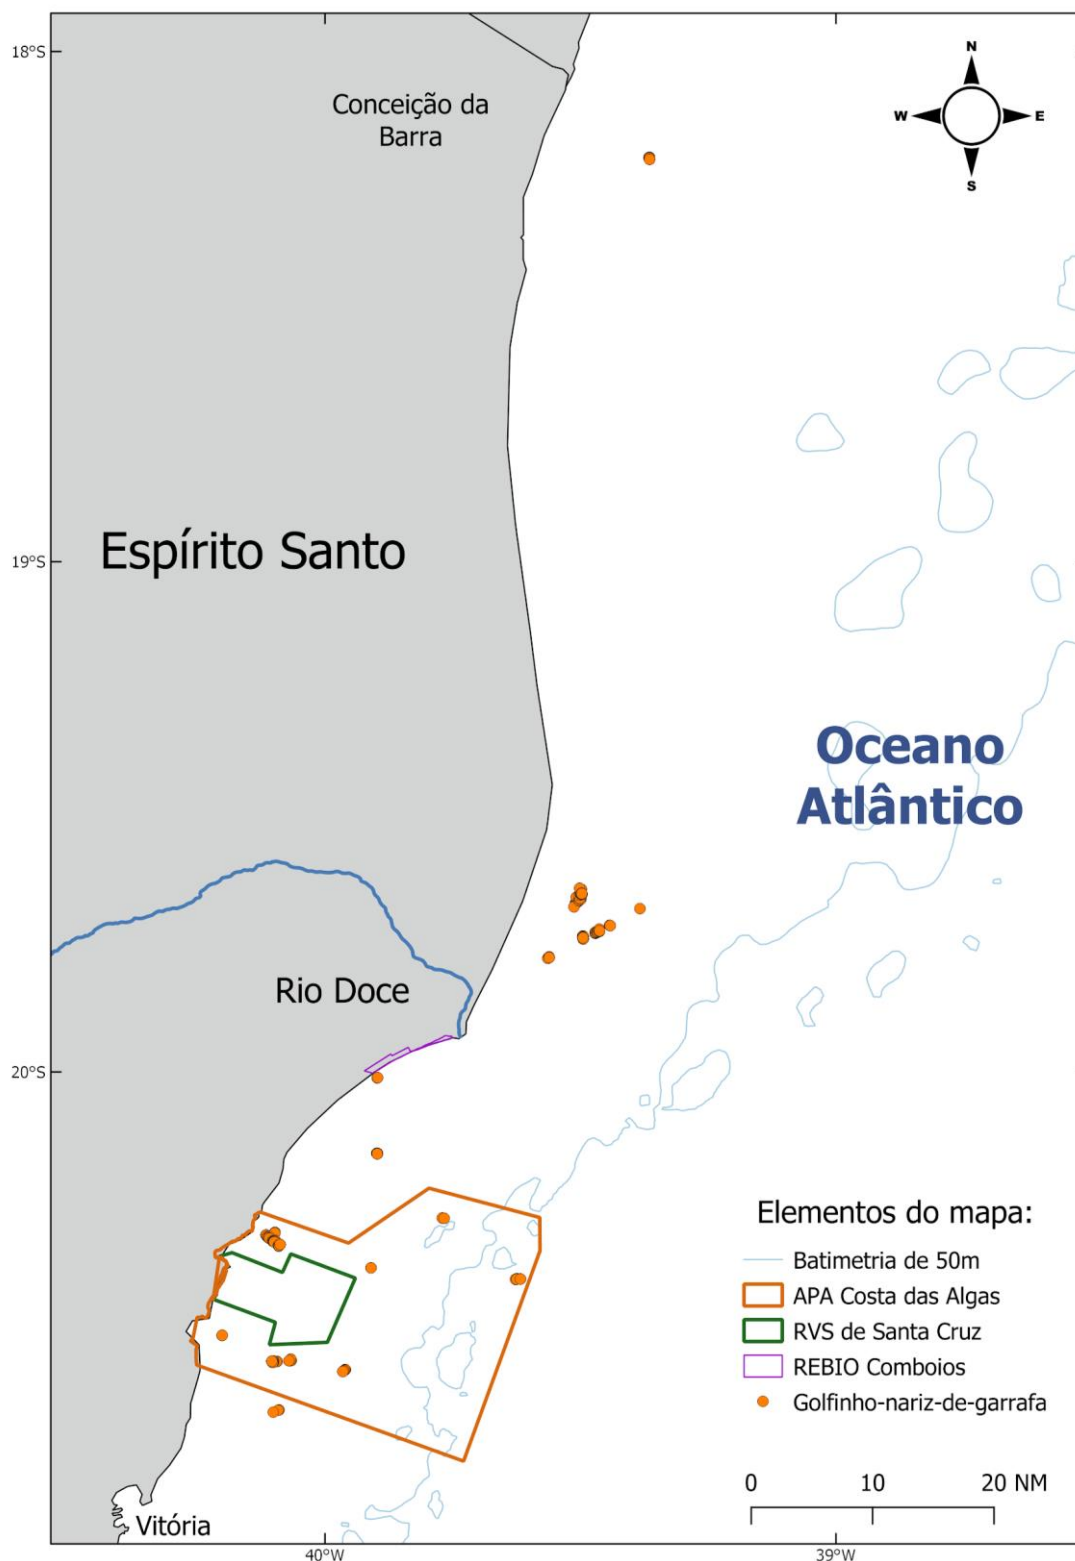 18°S
Conceição da
Barra
N
W
E
S
Espírito Santo
19°S
Oceano
Atlântico
Rio Doce
20°S
Elementos do mapa:
Batimetria de 50m
APA Costa das Algas
RVS de Santa Cruz
REBIO Comboios
Golfinho-nariz-de-garrafa
0 10 20 NM
Vitória
40°W
39°W